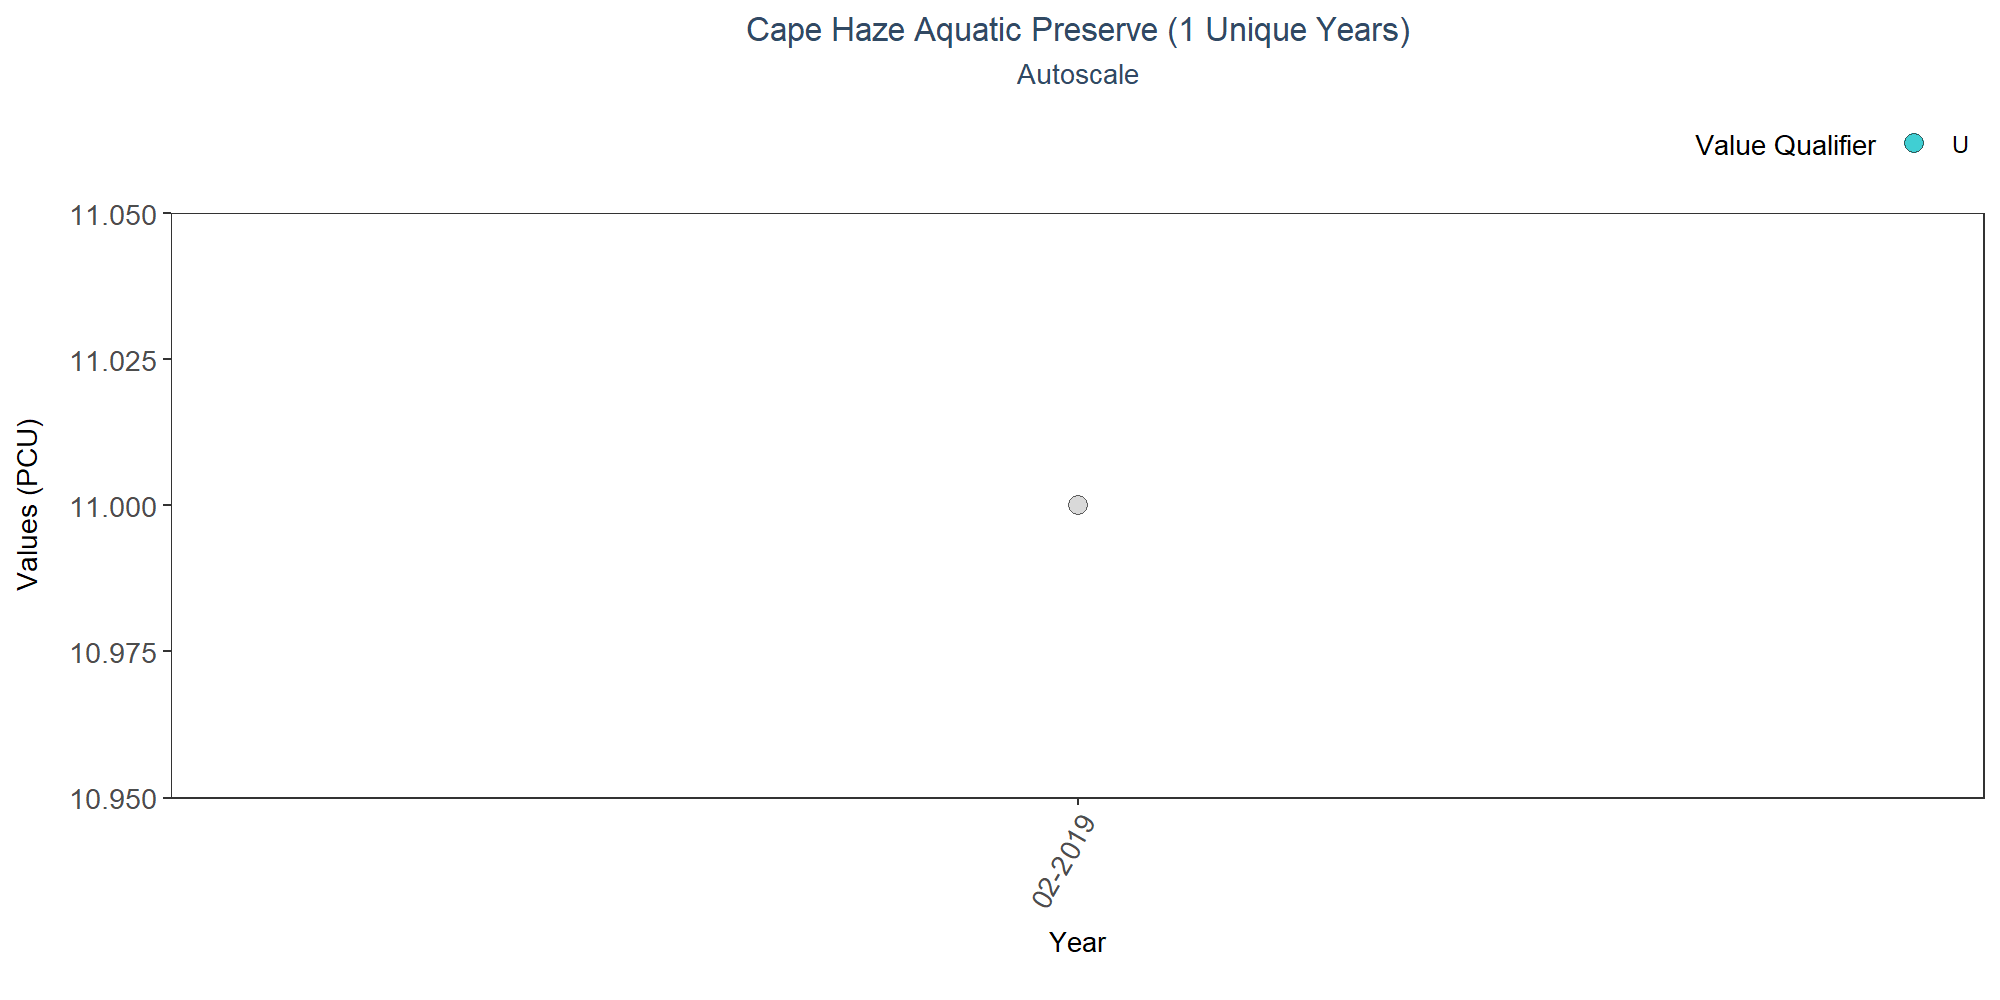 Cape Haze Aquatic Preserve (1 Unique Years)
Autoscale
Value Qualifier U
11.050
11.025
11.000
10.975
10.950
Values (PCU)
02-2019
Year